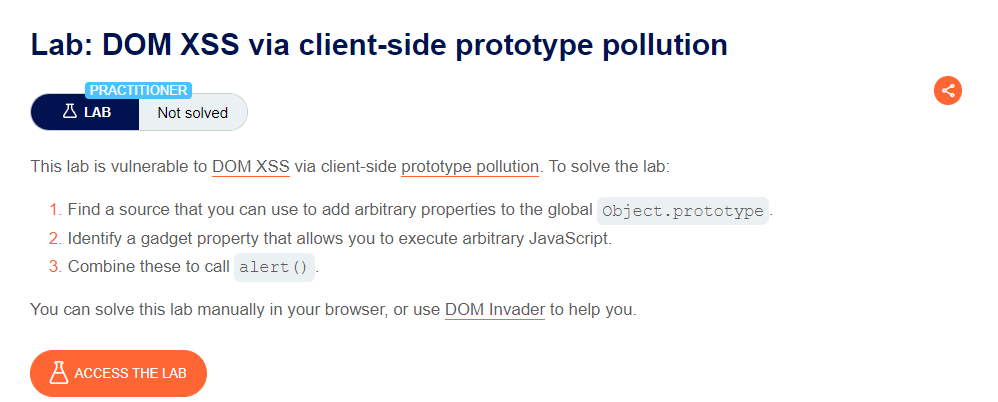 Lab: DOM XSS via client-side prototype pollution
PRACTITIONER
LAB Not solved
This lab is vulnerable to DOM XSS via client-side prototype pollution. To solve the lab:
1. Find a source that you can use to add arbitrary properties to the global Object.prototype.
2. Identify a gadget property that allows you to execute arbitrary JavaScript.
3. Combine these to call alert().
You can solve this lab manually in your browser, or use DOM Invader to help you.
ACCESS THE LAB